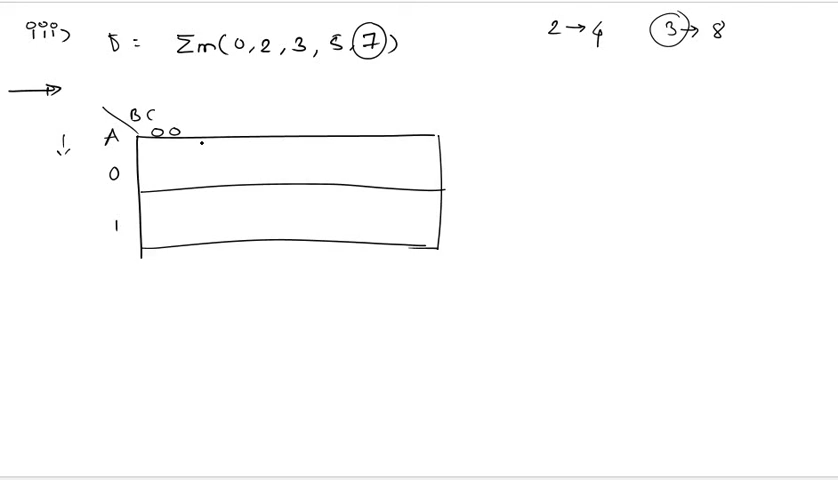 iii) F = Σm(0, 2, 3, 5, 7) 2→4 3→8
BC
A 00
0
1